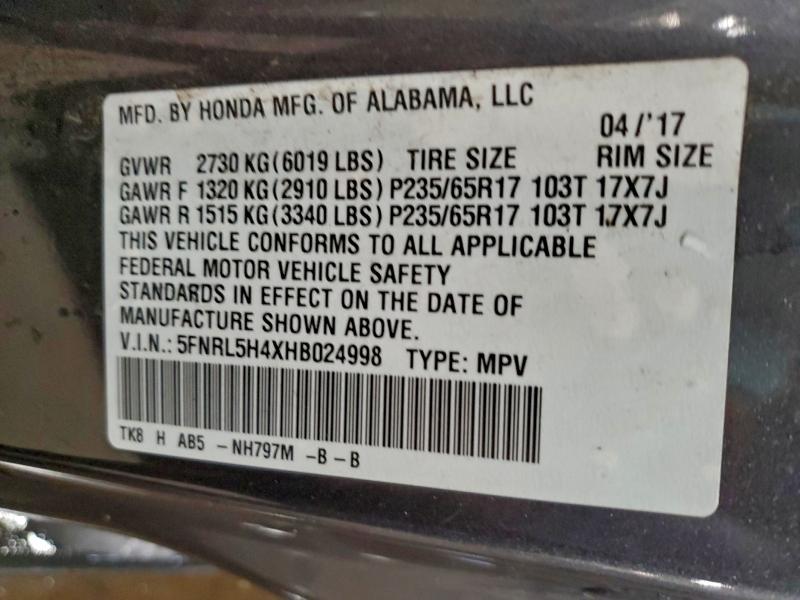 MFD. BY HONDA MFG. OF ALABAMA, LLC
04/'17
GVWR 2730 KG(6019 LBS) TIRE SIZE RIM SIZE
GAWR F 1320 KG(2910 LBS) P235/65R17 103T 17X7J
GAWR R 1515 KG(3340 LBS) P235/65R17 103T 17X7J
THIS VEHICLE CONFORMS TO ALL APPLICABLE
FEDERAL MOTOR VEHICLE SAFETY
STANDARDS IN EFFECT ON THE DATE OF
MANUFACTURE SHOWN ABOVE.
V.I.N.: 5FNRL5H4XHB024998 TYPE: MPV
TK8 H AB5 -NH797M -B-B